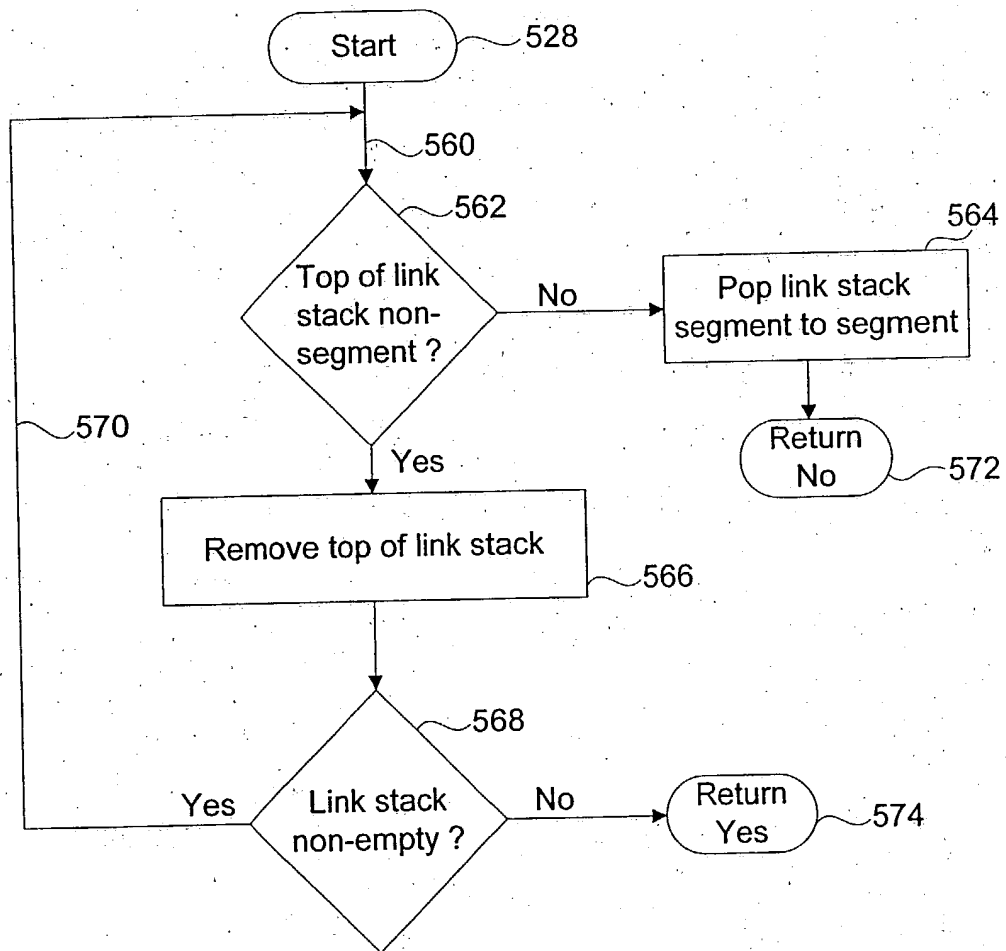 Start
528
560
562
Top of link
stack non-
segment ?
No
564
Pop link stack
segment to segment
Return
No
572
570
Yes
Remove top of link stack
566
568
Link stack
non-empty ?
Yes
No
Return
Yes
574